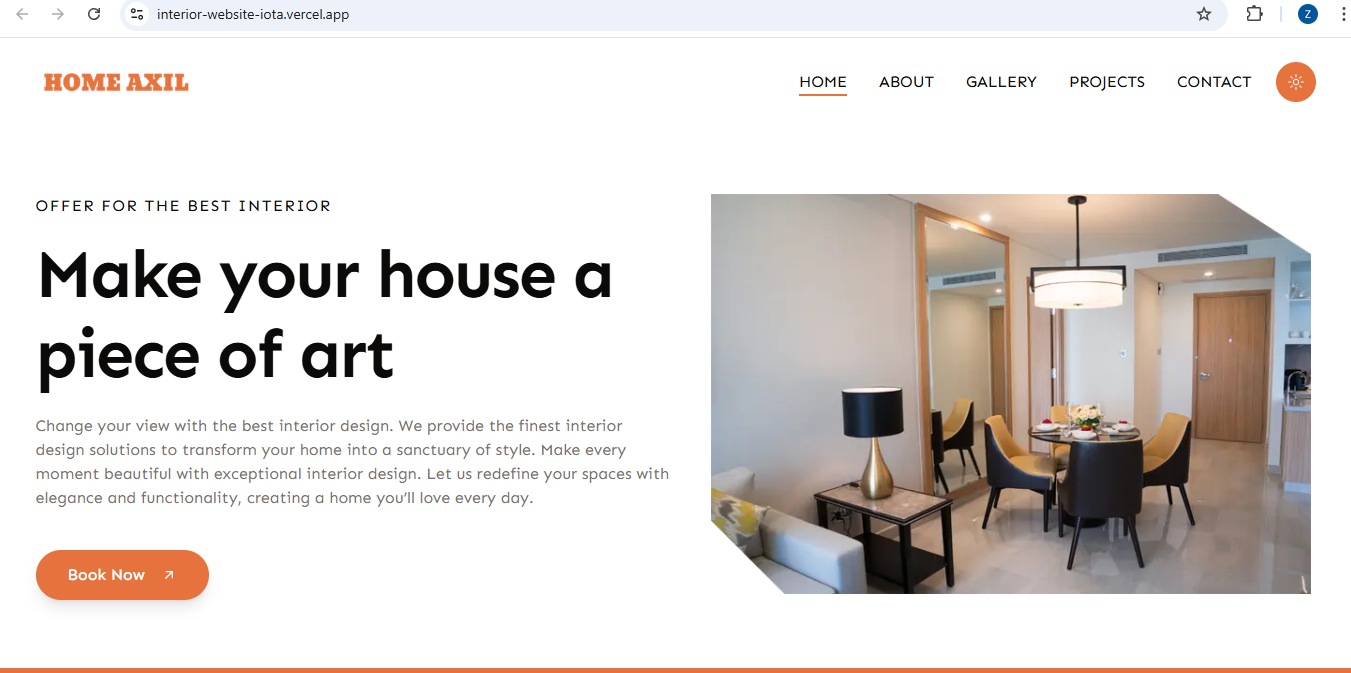 interior-website-iota.vercel.app
Z
HOME AXIL
HOME ABOUT GALLERY PROJECTS CONTACT
OFFER FOR THE BEST INTERIOR
Make your house a
piece of art
Change your view with the best interior design. We provide the finest interior
design solutions to transform your home into a sanctuary of style. Make every
moment beautiful with exceptional interior design. Let us redefine your spaces with
elegance and functionality, creating a home you’ll love every day.
Book Now